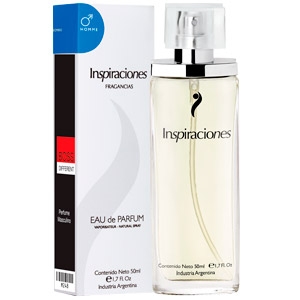 HOMME
Inspiraciones
FRAGANCIAS
BOSS
DIFFERENT
Perfume
Masculino
EAU de PARFUM
VAPORISATEUR - NATURAL SPRAY
Contenido Neto 50ml
e 1,7 Fl. Oz
Industria Argentina
Inspiraciones
Contenido Neto 50ml
e 1,7 Fl. Oz
Industria Argentina